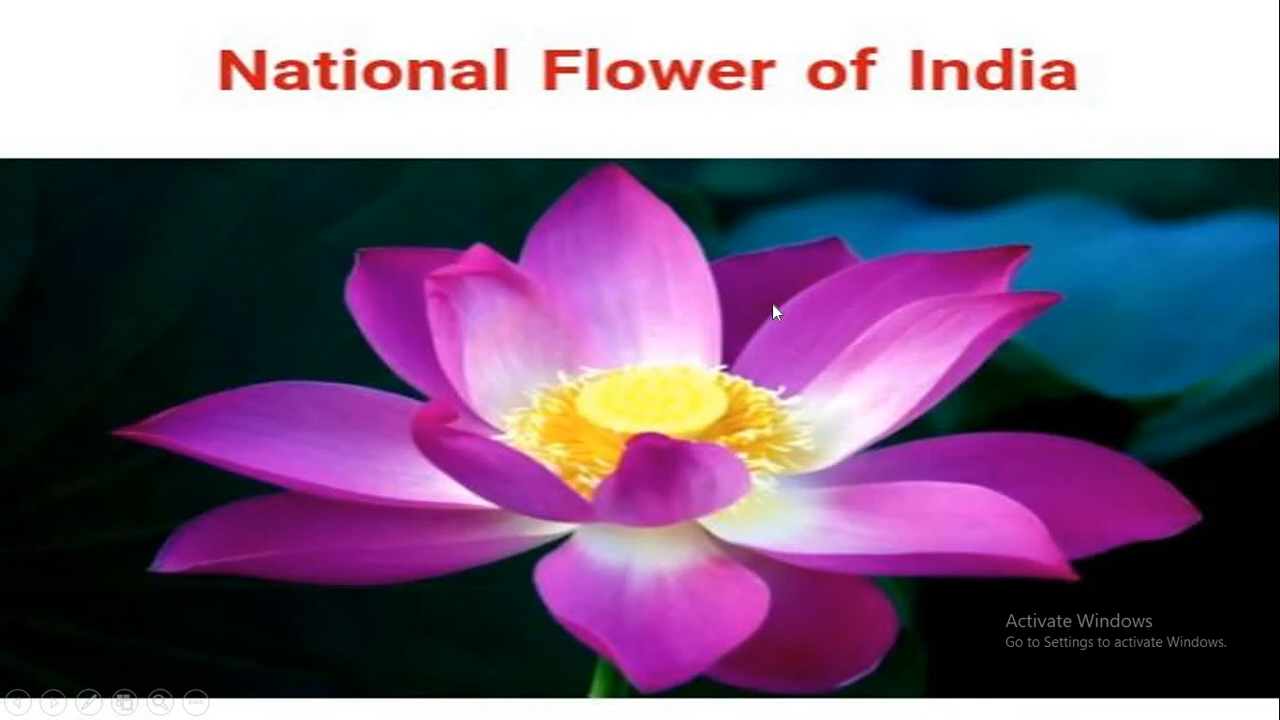 National Flower of India
Activate Windows
Go to Settings to activate Windows.